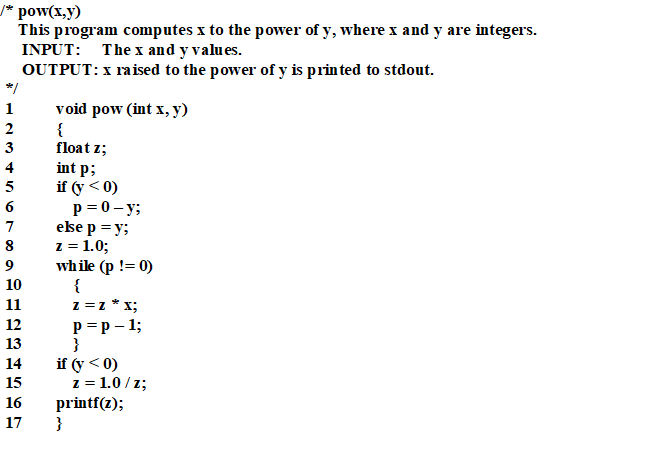 /* pow(x,y)
This program computes x to the power of y, where x and y are integers.
INPUT: The x and y values.
OUTPUT: x raised to the power of y is printed to stdout.
*/
1 void pow (int x, y)
2 {
3 float z;
4 int p;
5 if (y < 0)
6 p = 0 – y;
7 else p = y;
8 z = 1.0;
9 while (p != 0)
10 {
11 z = z * x;
12 p = p – 1;
13 }
14 if (y < 0)
15 z = 1.0 / z;
16 printf(z);
17 }